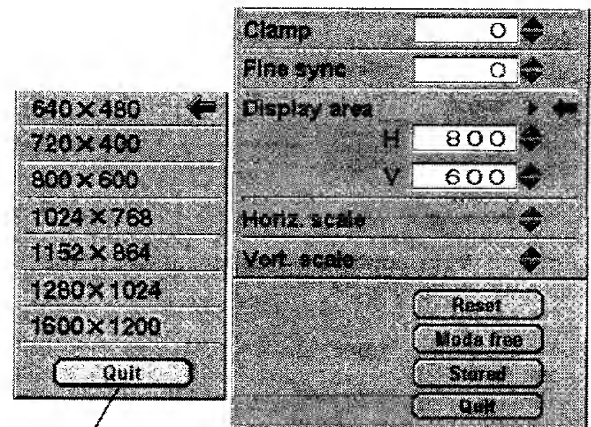 640×480
720×400
800×600
1024×768
1152×864
1280×1024
1600×1200
Quit
Clamp 0
Fine sync 0
Display area
H 800
V 600
Horiz. scale
Vert. scale
Reset
Mode free
Stored
Quit